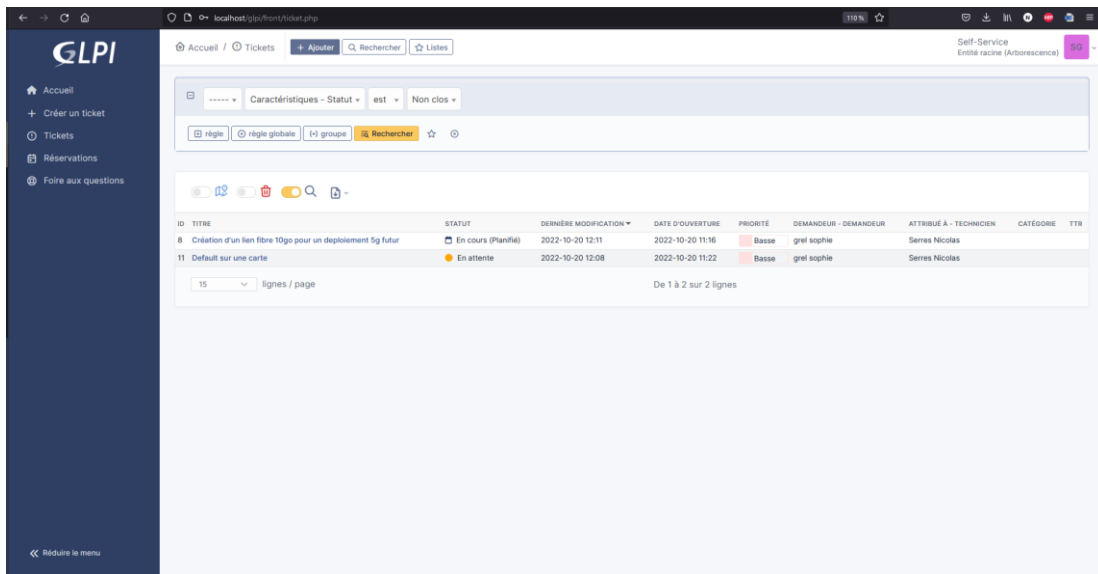 localhost/glpi/front/ticket.php
110 %
GLPI
Accueil / Tickets
+ Ajouter
Rechercher
Listes
Self-Service
Entité racine (Arborescence)
SG
Accueil
+ Créer un ticket
Tickets
Réservations
Foire aux questions
----- Caractéristiques - Statut est Non clos
règle
règle globale
groupe
Rechercher
ID TITRE STATUT DERNIÈRE MODIFICATION DATE D'OUVERTURE PRIORITÉ DEMANDEUR - DEMANDEUR ATTRIBUÉ À - TECHNICIEN CATÉGORIE TTR
8 Création d'un lien fibre 10go pour un deploiement 5g futur En cours (Planifié) 2022-10-20 12:11 2022-10-20 11:16 Basse grel sophie Serres Nicolas
11 Default sur une carte En attente 2022-10-20 12:08 2022-10-20 11:22 Basse grel sophie Serres Nicolas
15 lignes / page De 1 à 2 sur 2 lignes
Réduire le menu